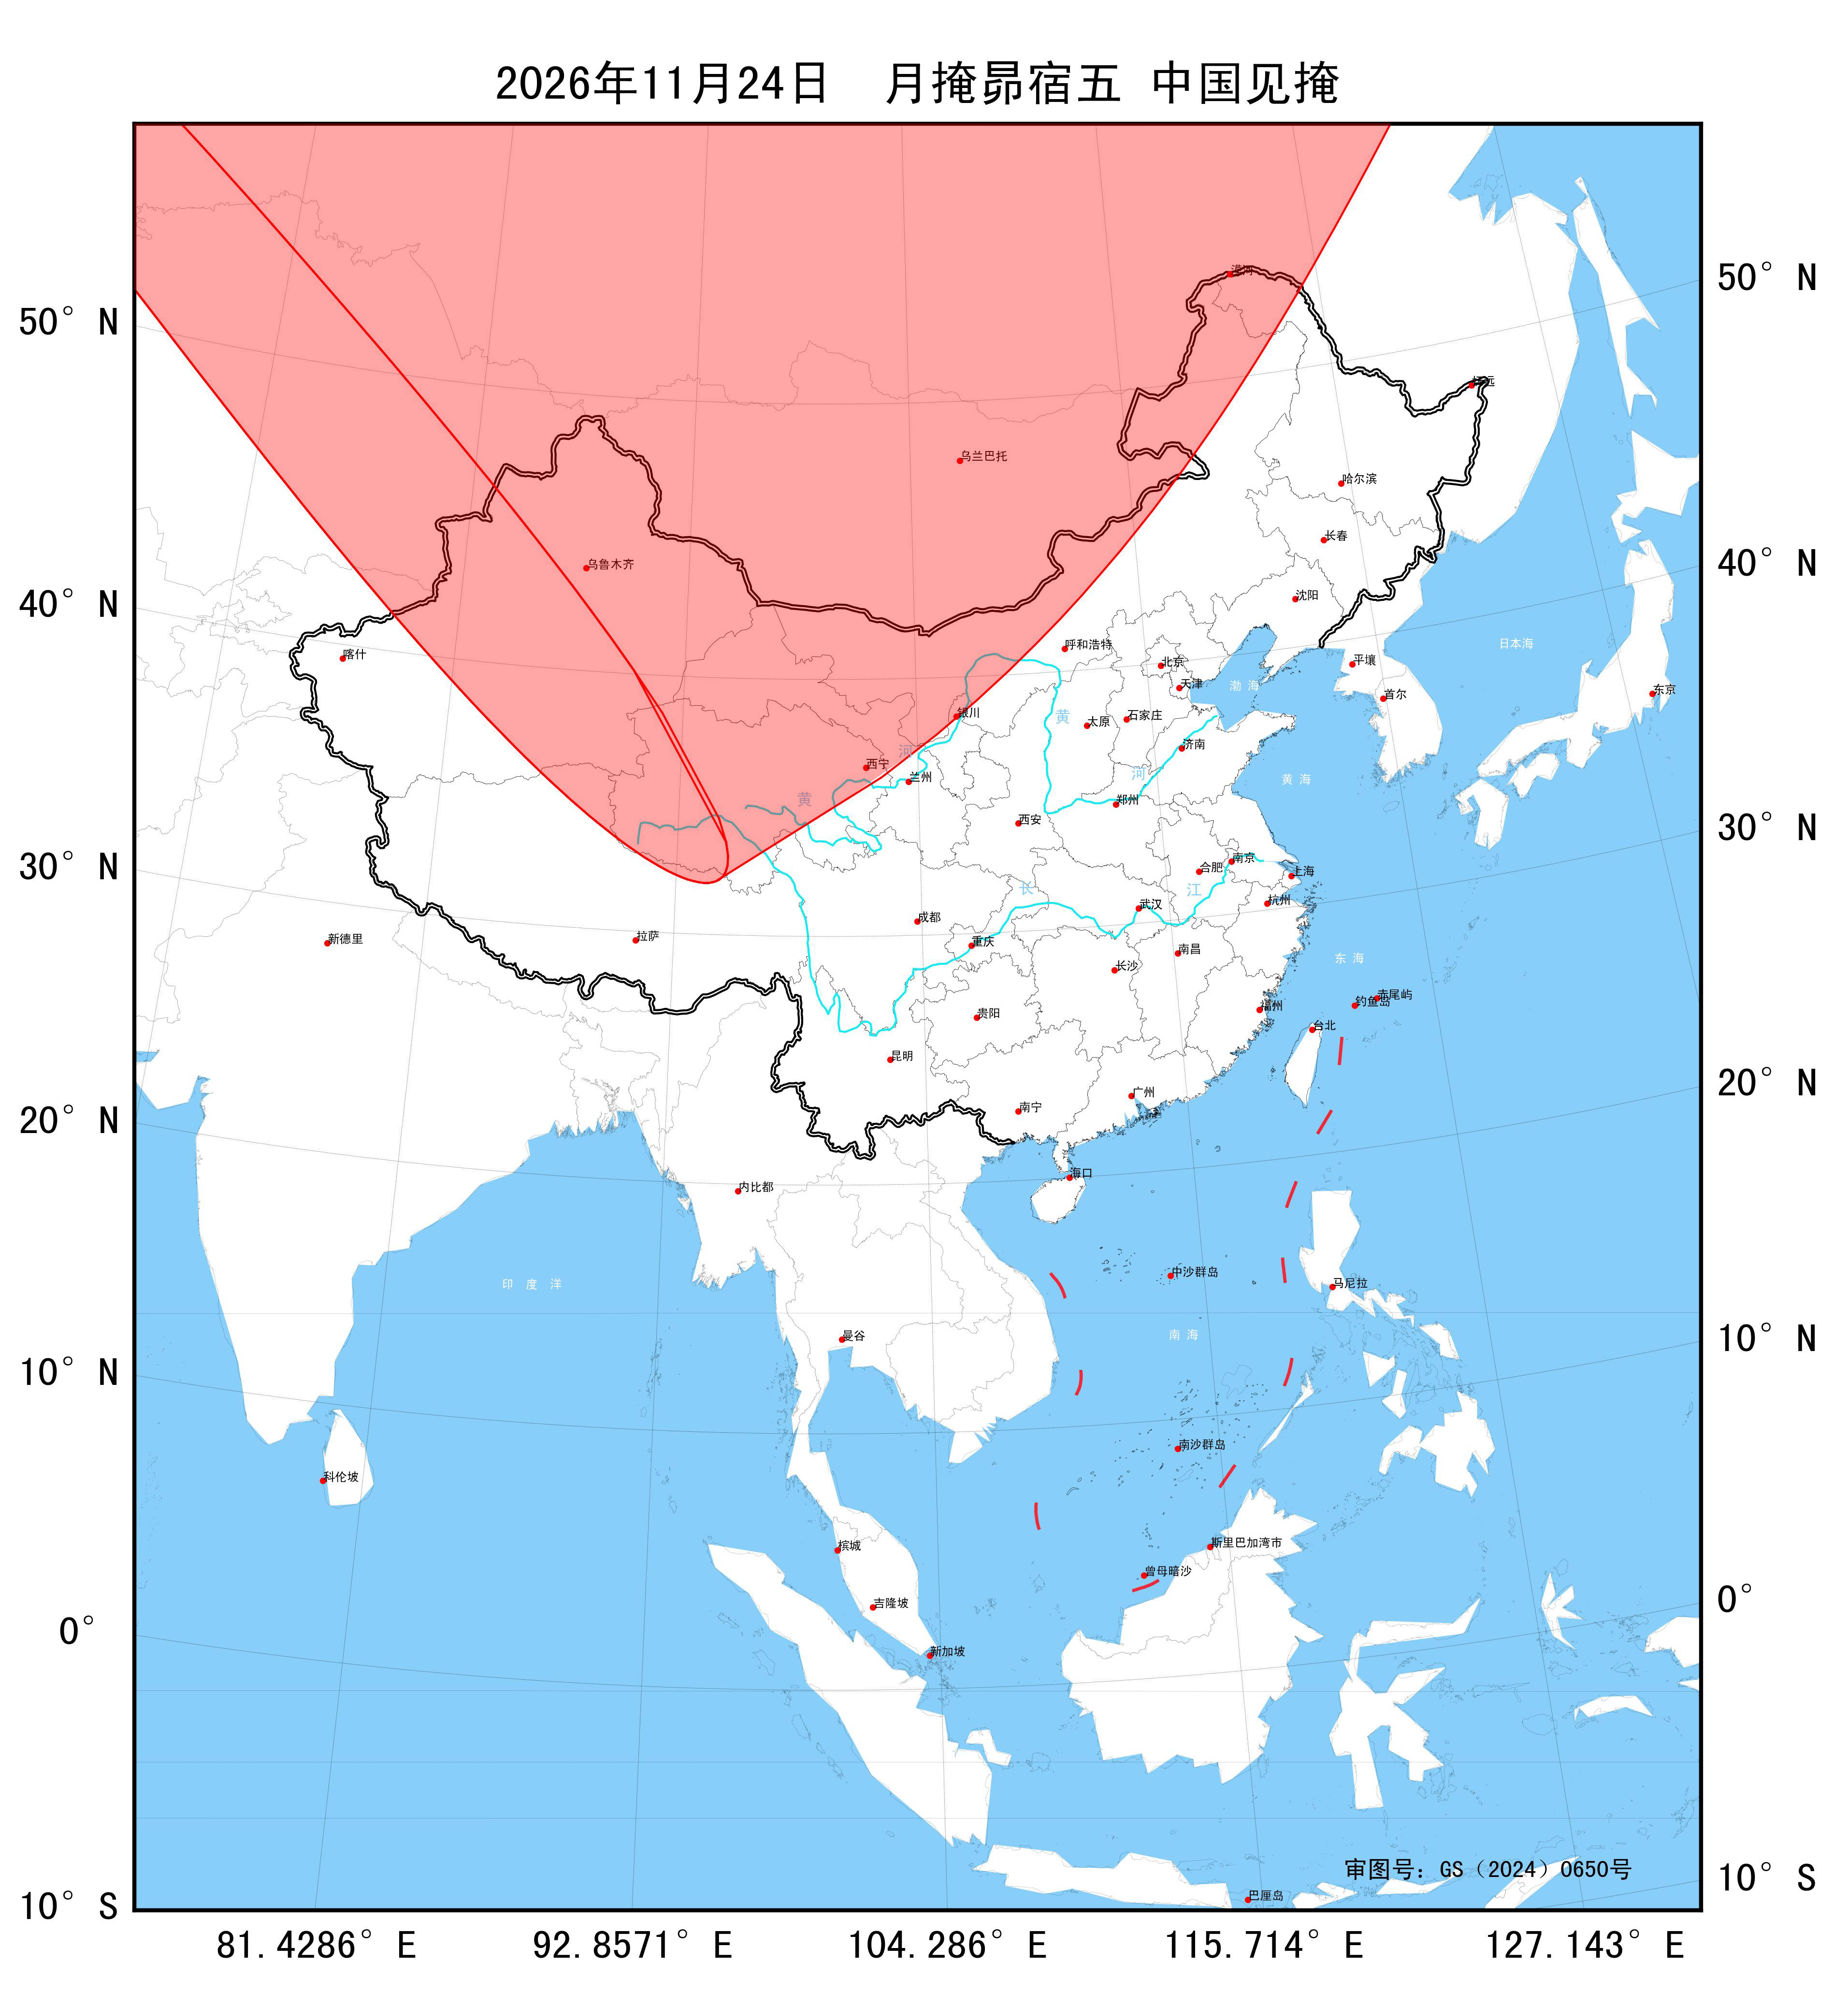 2026年11月24日 月掩昴宿五 中国见掩
50° N
50° N
漠河
抚远
乌兰巴托
哈尔滨
长春
乌鲁木齐
40° N
40° N
沈阳
喀什
呼和浩特
北京
平壤
日本海
天津
渤 海
首尔
东京
银川
黄
太原
石家庄
河
济南
西宁
兰州
河
黄 海
黄
郑州
西安
30° N
30° N
南京
合肥
上海
长
江
杭州
武汉
成都
新德里
拉萨
重庆
南昌
东 海
长沙
赤尾屿
钓鱼岛
贵阳
福州
台北
昆明
20° N
20° N
广州
南宁
海口
内比都
中沙群岛
印 度 洋
马尼拉
曼谷
南 海
10° N
10° N
南沙群岛
科伦坡
槟城
斯里巴加湾市
曾母暗沙
吉隆坡
0°
0°
新加坡
审图号：GS（2024）0650号
巴厘岛
10° S
10° S
81.4286° E
92.8571° E
104.286° E
115.714° E
127.143° E